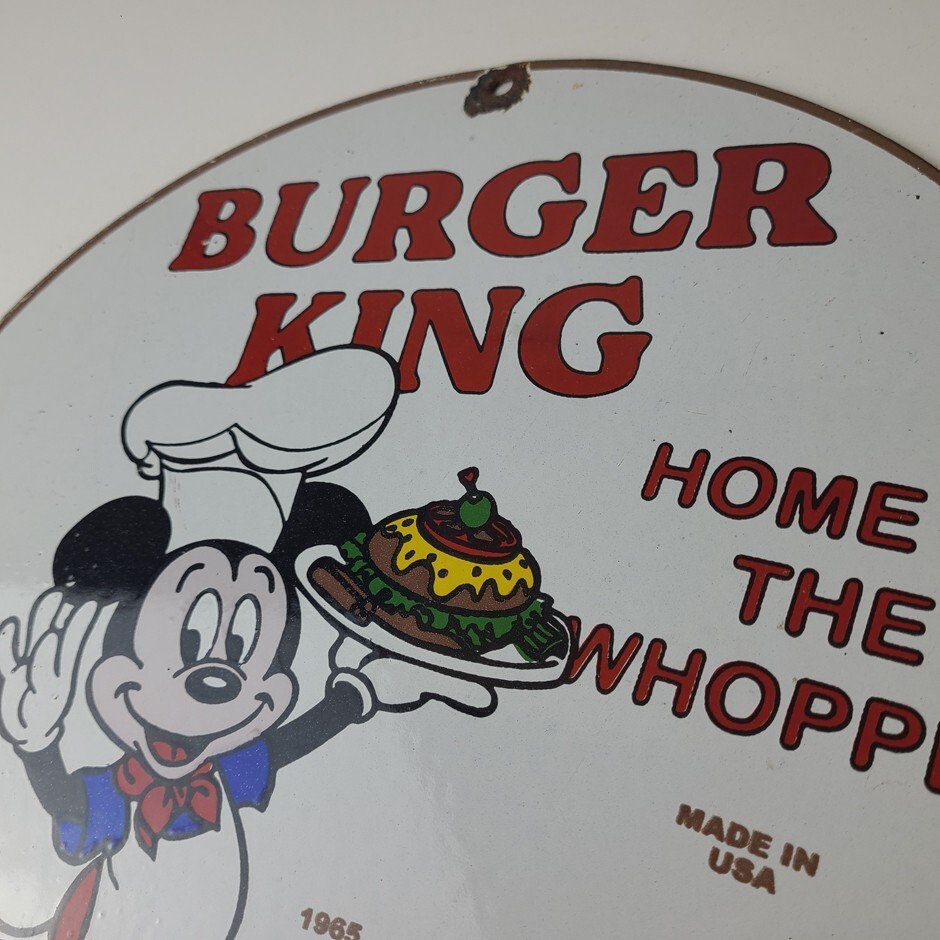 BURGER
KING
HOME
THE
WHOPP
MADE IN
USA
1965